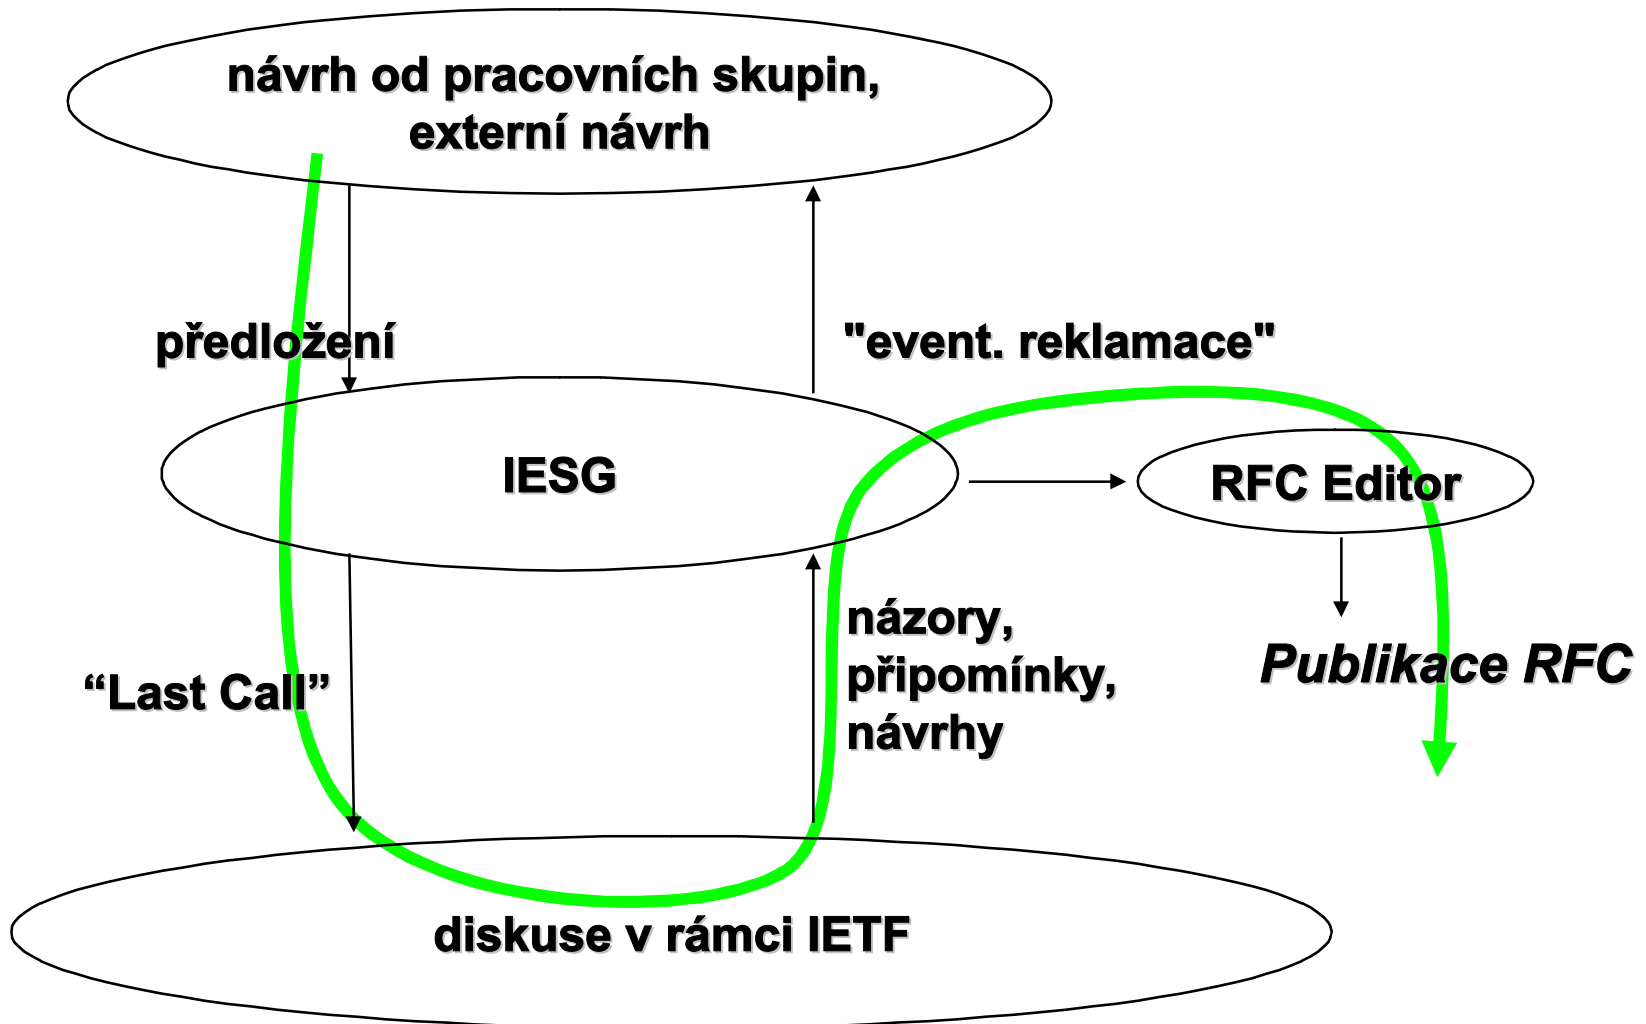 návrh od pracovních skupin,
externí návrh
předložení
"event. reklamace"
IESG
RFC Editor
názory,
připomínky,
návrhy
“Last Call”
Publikace RFC
diskuse v rámci IETF